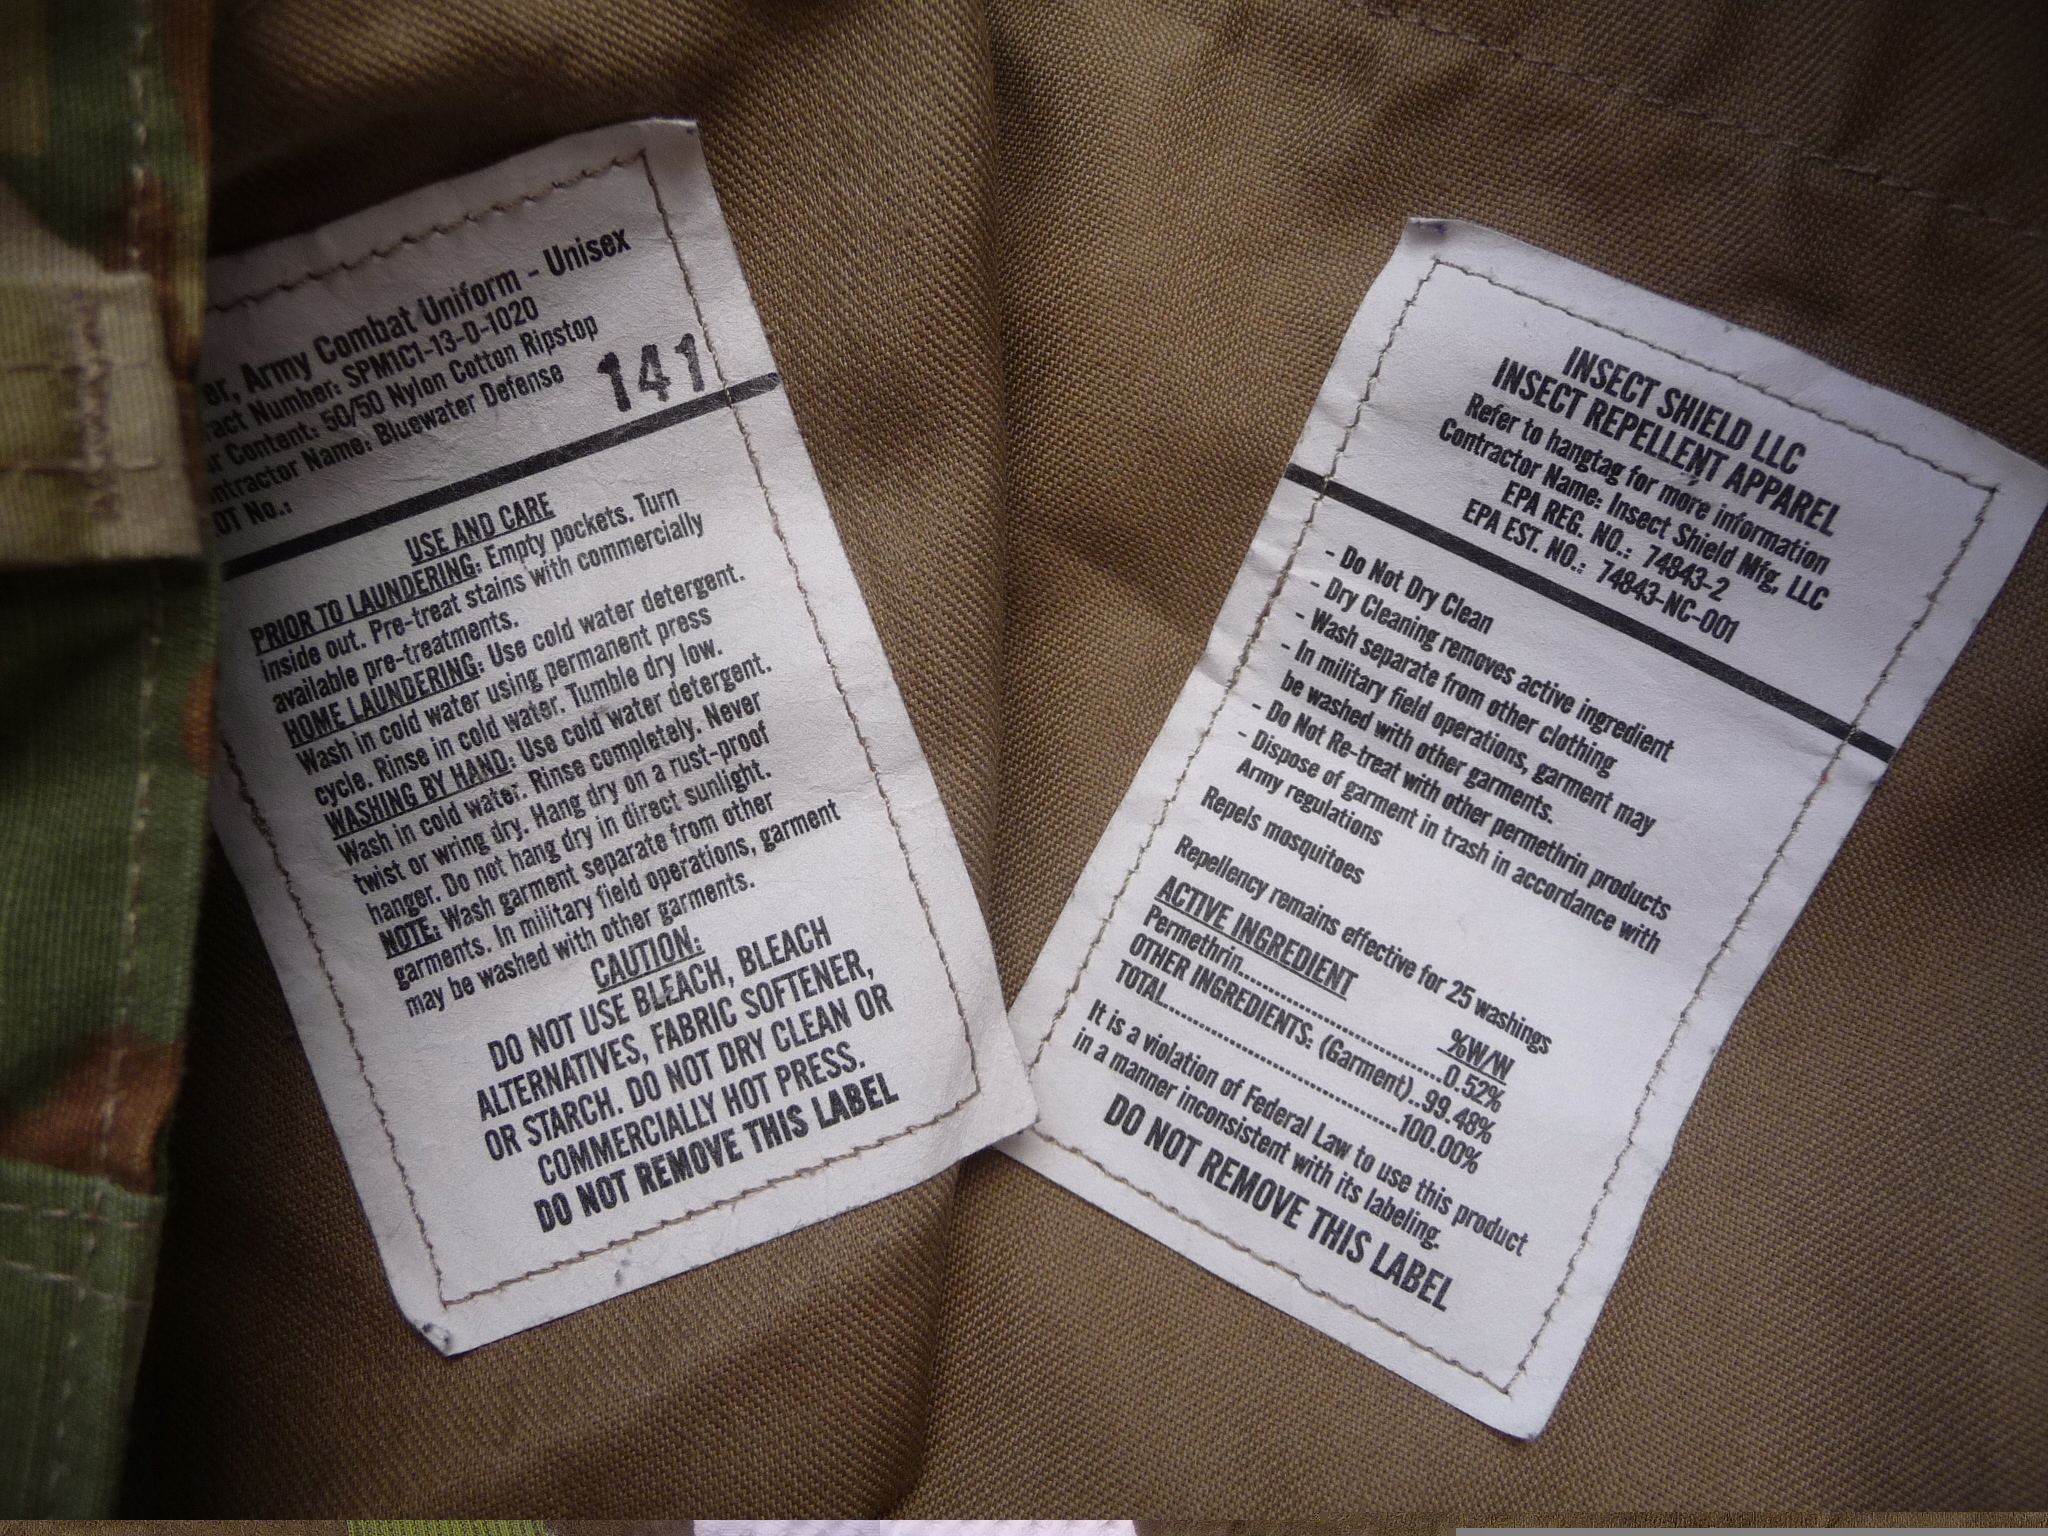 er, Army Combat Uniform - Unisex
ract Number: SPM1C1-13-D-1020
r Content: 50/50 Nylon Cotton Ripstop
ntractor Name: Bluewater Defense
OT No.:
141
USE AND CARE
PRIOR TO LAUNDERING: Empty pockets. Turn
inside out. Pre-treat stains with commercially
available pre-treatments.
HOME LAUNDERING: Use cold water detergent.
Wash in cold water using permanent press
cycle. Rinse in cold water. Tumble dry low.
WASHING BY HAND: Use cold water detergent.
Wash in cold water. Rinse completely. Never
twist or wring dry. Hang dry on a rust-proof
hanger. Do not hang dry in direct sunlight.
NOTE: Wash garment separate from other
garments. In military field operations, garment
may be washed with other garments.
CAUTION:
DO NOT USE BLEACH, BLEACH
ALTERNATIVES, FABRIC SOFTENER,
OR STARCH. DO NOT DRY CLEAN OR
COMMERCIALLY HOT PRESS.
DO NOT REMOVE THIS LABEL
INSECT SHIELD LLC
INSECT REPELLENT APPAREL
Refer to hangtag for more information
Contractor Name: Insect Shield Mfg, LLC
EPA REG. NO.: 74843-2
EPA EST. NO.: 74843-NC-001
- Do Not Dry Clean
- Dry Cleaning removes active ingredient
- Wash separate from other clothing
- In military field operations, garment may
be washed with other garments.
- Do Not Re-treat with other permethrin products
- Dispose of garment in trash in accordance with
Army regulations
Repels mosquitoes
Repellency remains effective for 25 washings
ACTIVE INGREDIENT %W/W
Permethrin..............................0.52%
OTHER INGREDIENTS: (Garment)..99.48%
TOTAL..................................100.00%
It is a violation of Federal Law to use this product
in a manner inconsistent with its labeling.
DO NOT REMOVE THIS LABEL